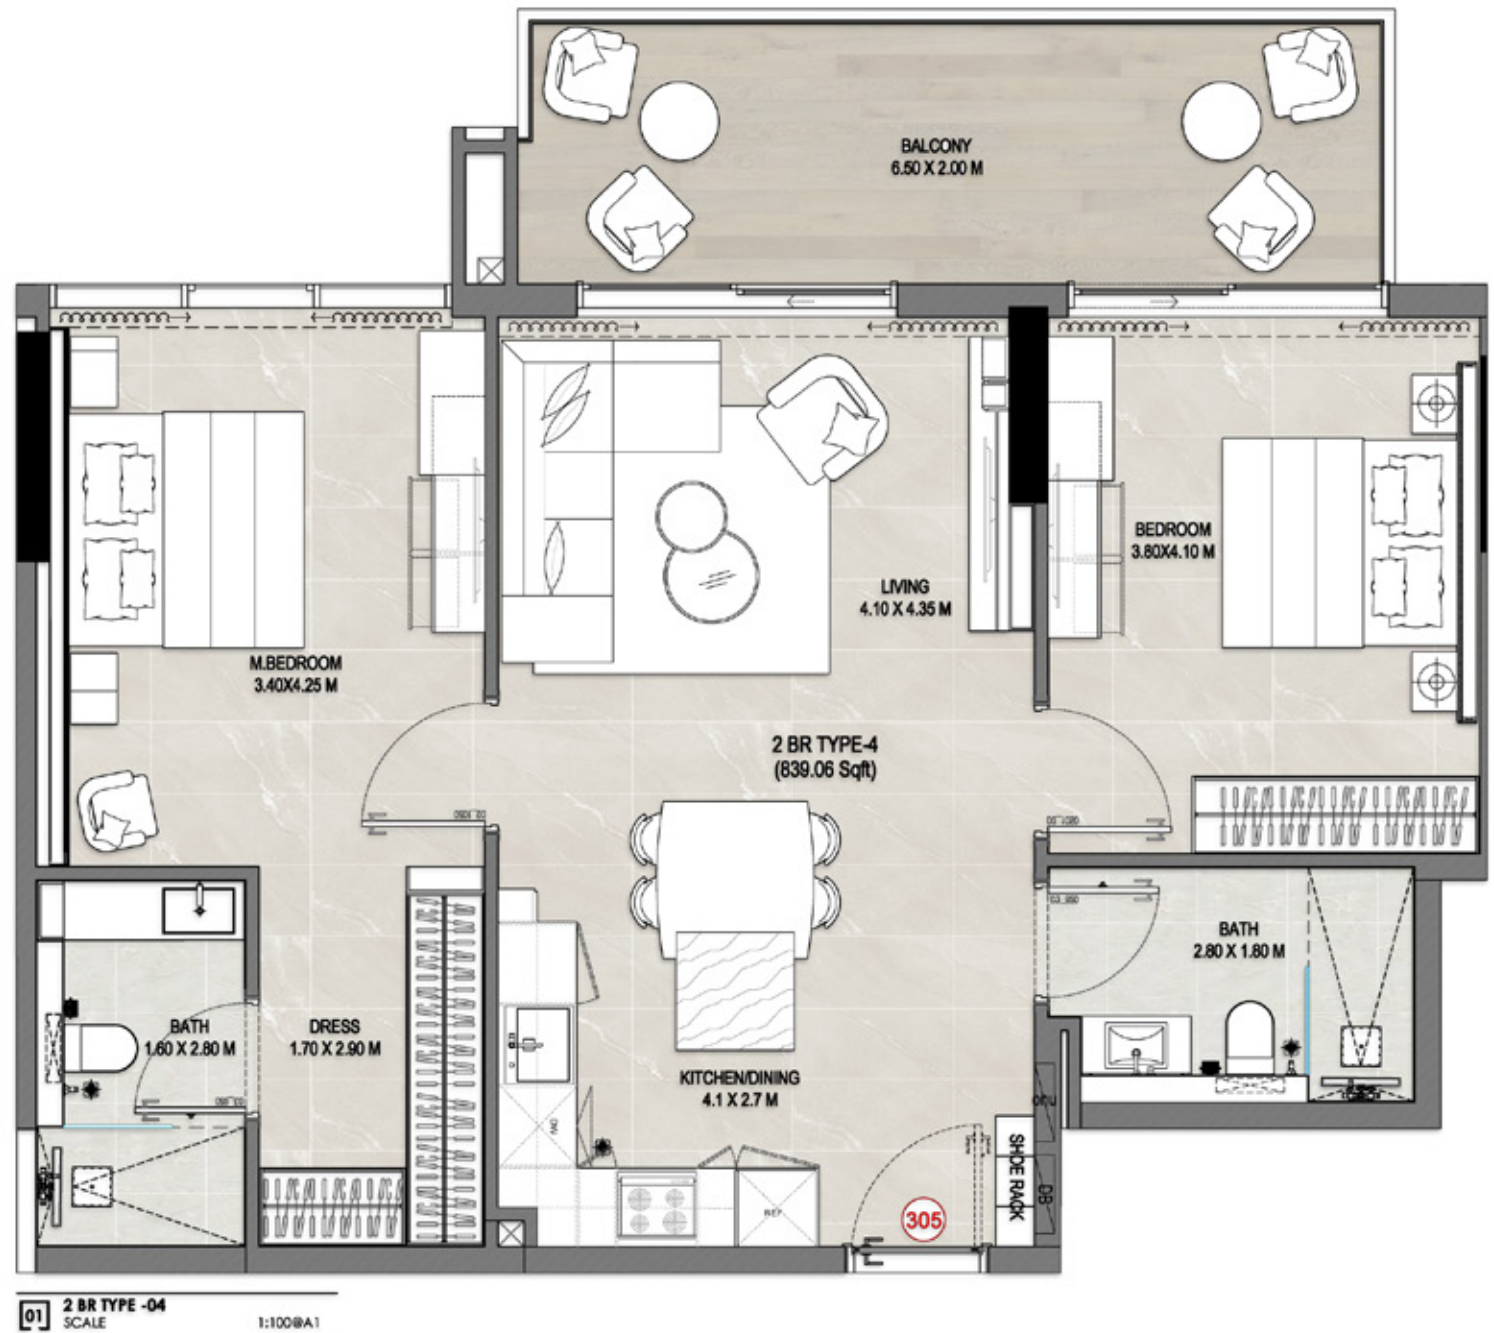 BALCONY
6.50 X 2.00 M
BEDROOM
3.80X4.10 M
LIVING
4.10 X 4.35 M
M.BEDROOM
3.40X4.25 M
2 BR TYPE-4
(839.06 Sqft)
BATH
2.80 X 1.80 M
BATH
1.60 X 2.80 M
DRESS
1.70 X 2.90 M
KITCHEN/DINING
4.1 X 2.7 M
SHOE RACK
DB
REF
305
01
2 BR TYPE -04
SCALE
1:100@A1